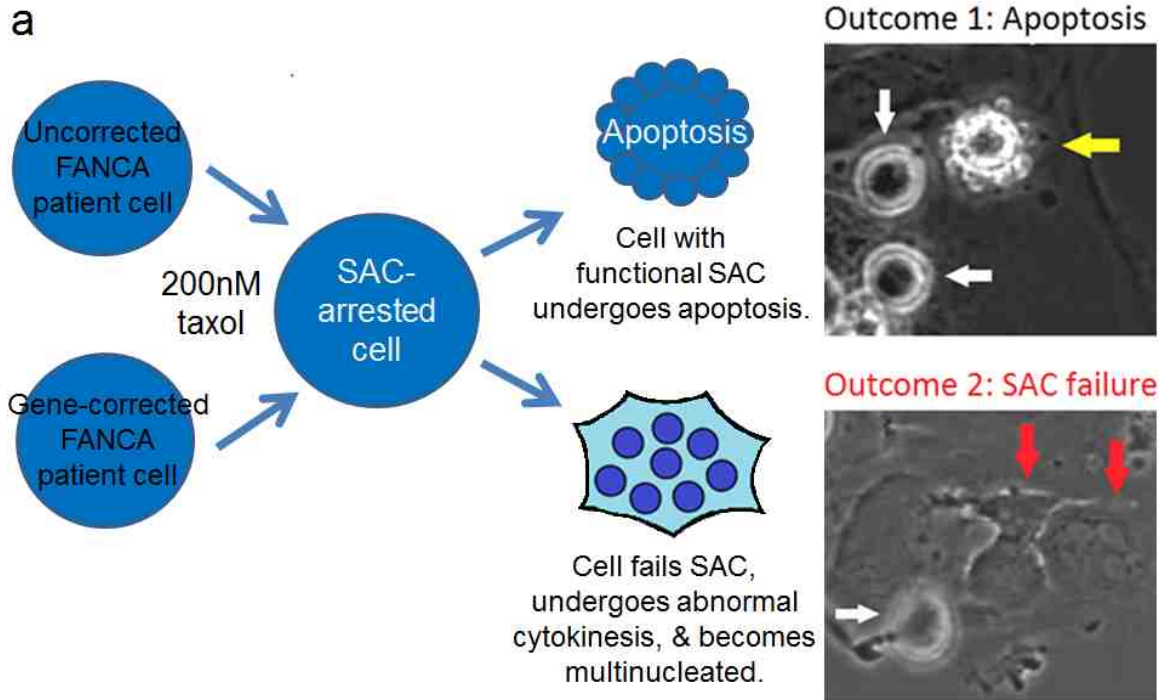 a
Uncorrected
FANCA
patient cell
200nM
taxol
Gene-corrected
FANCA
patient cell
SAC-
arrested
cell
Apoptosis
Cell with
functional SAC
undergoes apoptosis.
Cell fails SAC,
undergoes abnormal
cytokinesis, & becomes
multinucleated.
Outcome 1: Apoptosis
Outcome 2: SAC failure